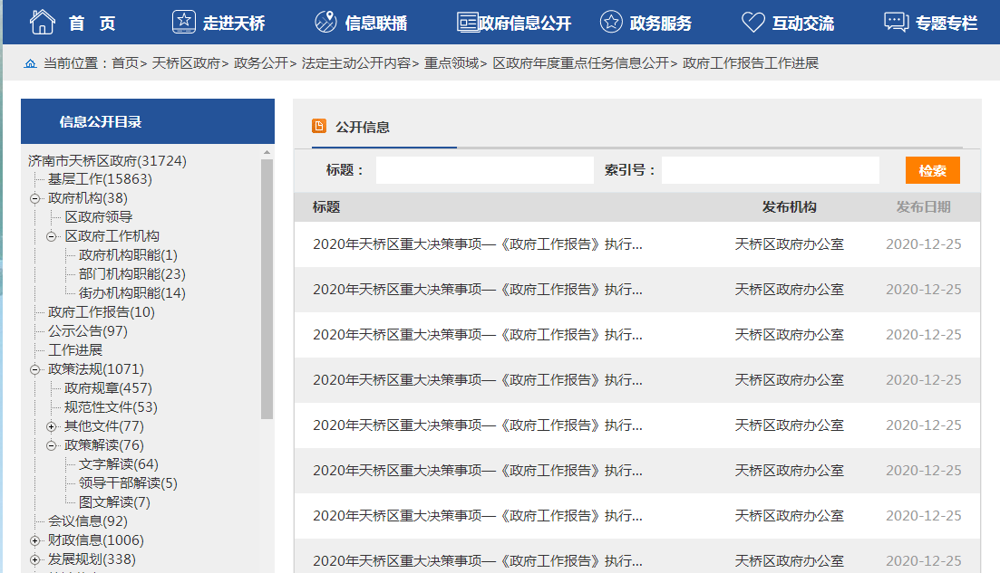 首 页 走进天桥 信息联播 政府信息公开 政务服务 互动交流 专题专栏
当前位置：首页> 天桥区政府> 政务公开> 法定主动公开内容> 重点领域> 区政府年度重点任务信息公开> 政府工作报告工作进展
信息公开目录
济南市天桥区政府(31724)
基层工作(15863)
政府机构(38)
区政府领导
区政府工作机构
政府机构职能(1)
部门机构职能(23)
街办机构职能(14)
政府工作报告(10)
公示公告(97)
工作进展
政策法规(1071)
政府规章(457)
规范性文件(53)
其他文件(77)
政策解读(76)
文字解读(64)
领导干部解读(5)
图文解读(7)
会议信息(92)
财政信息(1006)
发展规划(338)
公开信息
标题： 索引号： 检索
标题 发布机构 发布日期
2020年天桥区重大决策事项—《政府工作报告》执行... 天桥区政府办公室 2020-12-25
2020年天桥区重大决策事项—《政府工作报告》执行... 天桥区政府办公室 2020-12-25
2020年天桥区重大决策事项—《政府工作报告》执行... 天桥区政府办公室 2020-12-25
2020年天桥区重大决策事项—《政府工作报告》执行... 天桥区政府办公室 2020-12-25
2020年天桥区重大决策事项—《政府工作报告》执行... 天桥区政府办公室 2020-12-25
2020年天桥区重大决策事项—《政府工作报告》执行... 天桥区政府办公室 2020-12-25
2020年天桥区重大决策事项—《政府工作报告》执行... 天桥区政府办公室 2020-12-25
2020年天桥区重大决策事项—《政府工作报告》执行... 天桥区政府办公室 2020-12-25